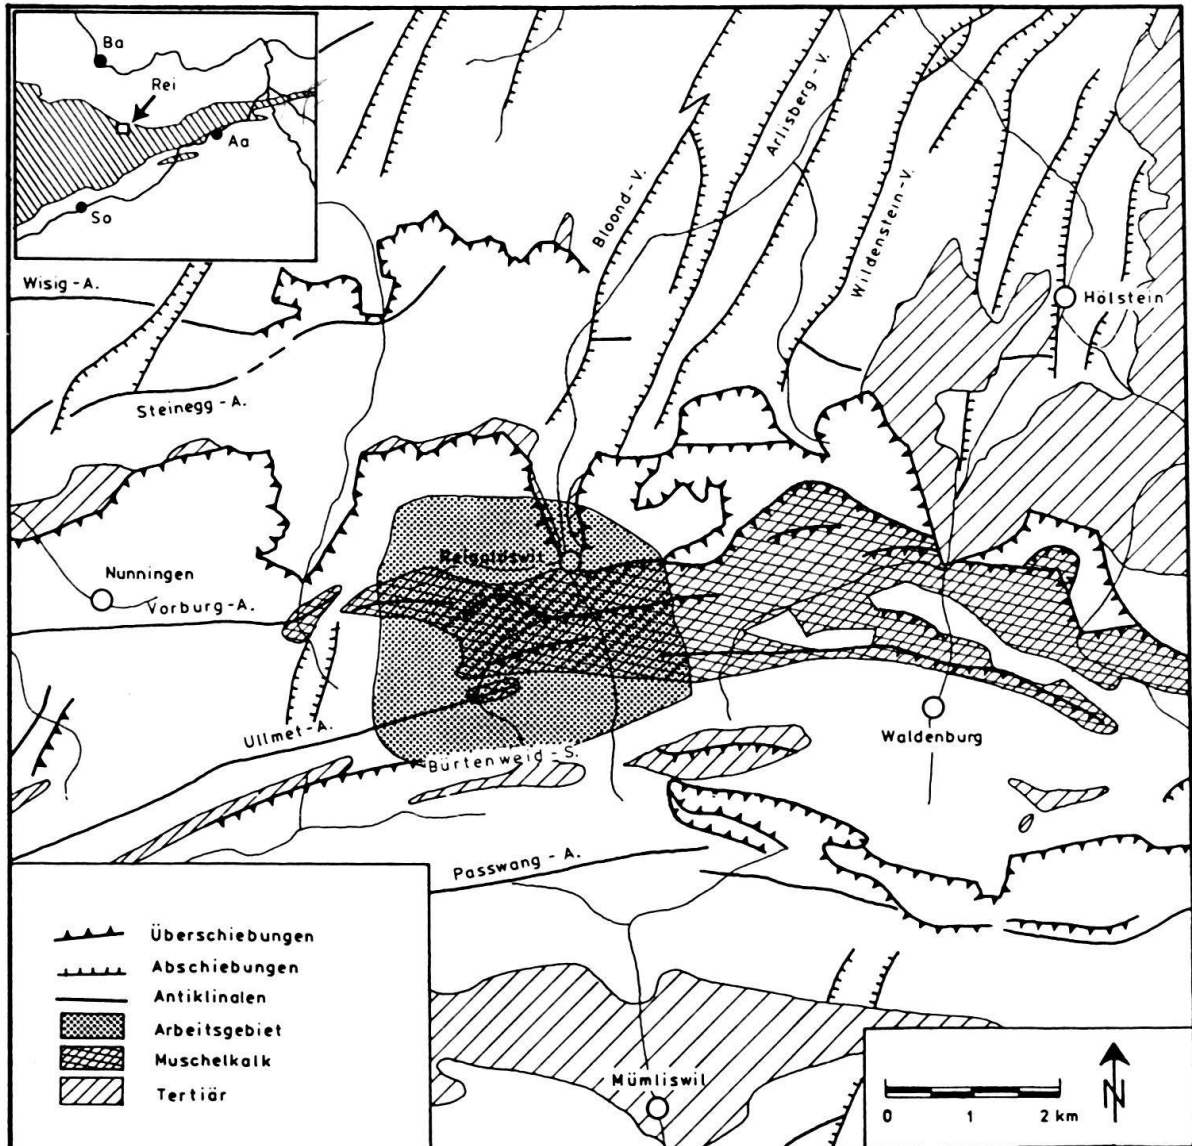 Ba
Rei
Aa
So
Bloond-V.
Arlisberg-V.
Wildenstein-V.
Wisig-A.
Hölstein
Steinegg-A.
Reigoldswil
Nunningen
Vorburg-A.
Ullmet-A.
Bürtenweid-S.
Waldenburg
Passwang-A.
Überschiebungen
Abschiebungen
Antiklinalen
Arbeitsgebiet
Muschelkalk
Tertiär
Mümliswil
0 1 2 km
N